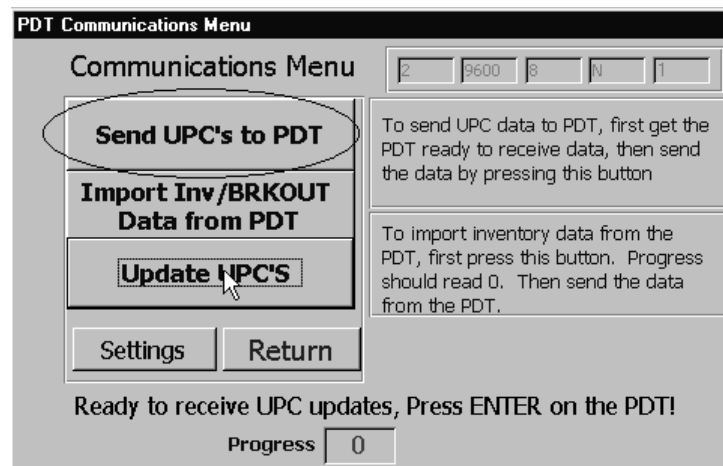 PDT Communications Menu
Communications Menu
2 9600 8 N 1
Send UPC's to PDT
To send UPC data to PDT, first get the
PDT ready to receive data, then send
the data by pressing this button
Import Inv/BRKOUT
Data from PDT
To import inventory data from the
PDT, first press this button. Progress
should read 0. Then send the data
from the PDT.
Update UPC'S
Settings Return
Ready to receive UPC updates, Press ENTER on the PDT!
Progress 0